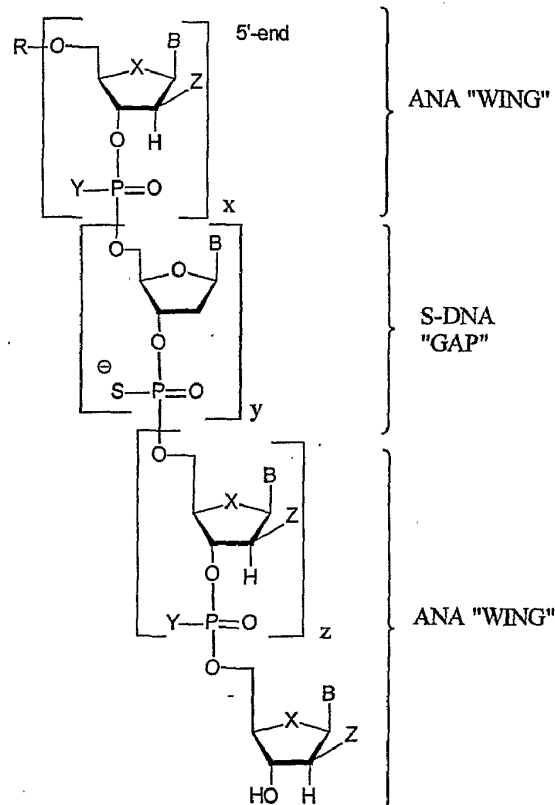 5'-end
R O X B Z
O H
Y P O
x
ANA "WING"
O B
O
O
⊖
S P O
y
S-DNA
"GAP"
O B
X Z
O H
Y P O
z
ANA "WING"
O B
X Z
HO H